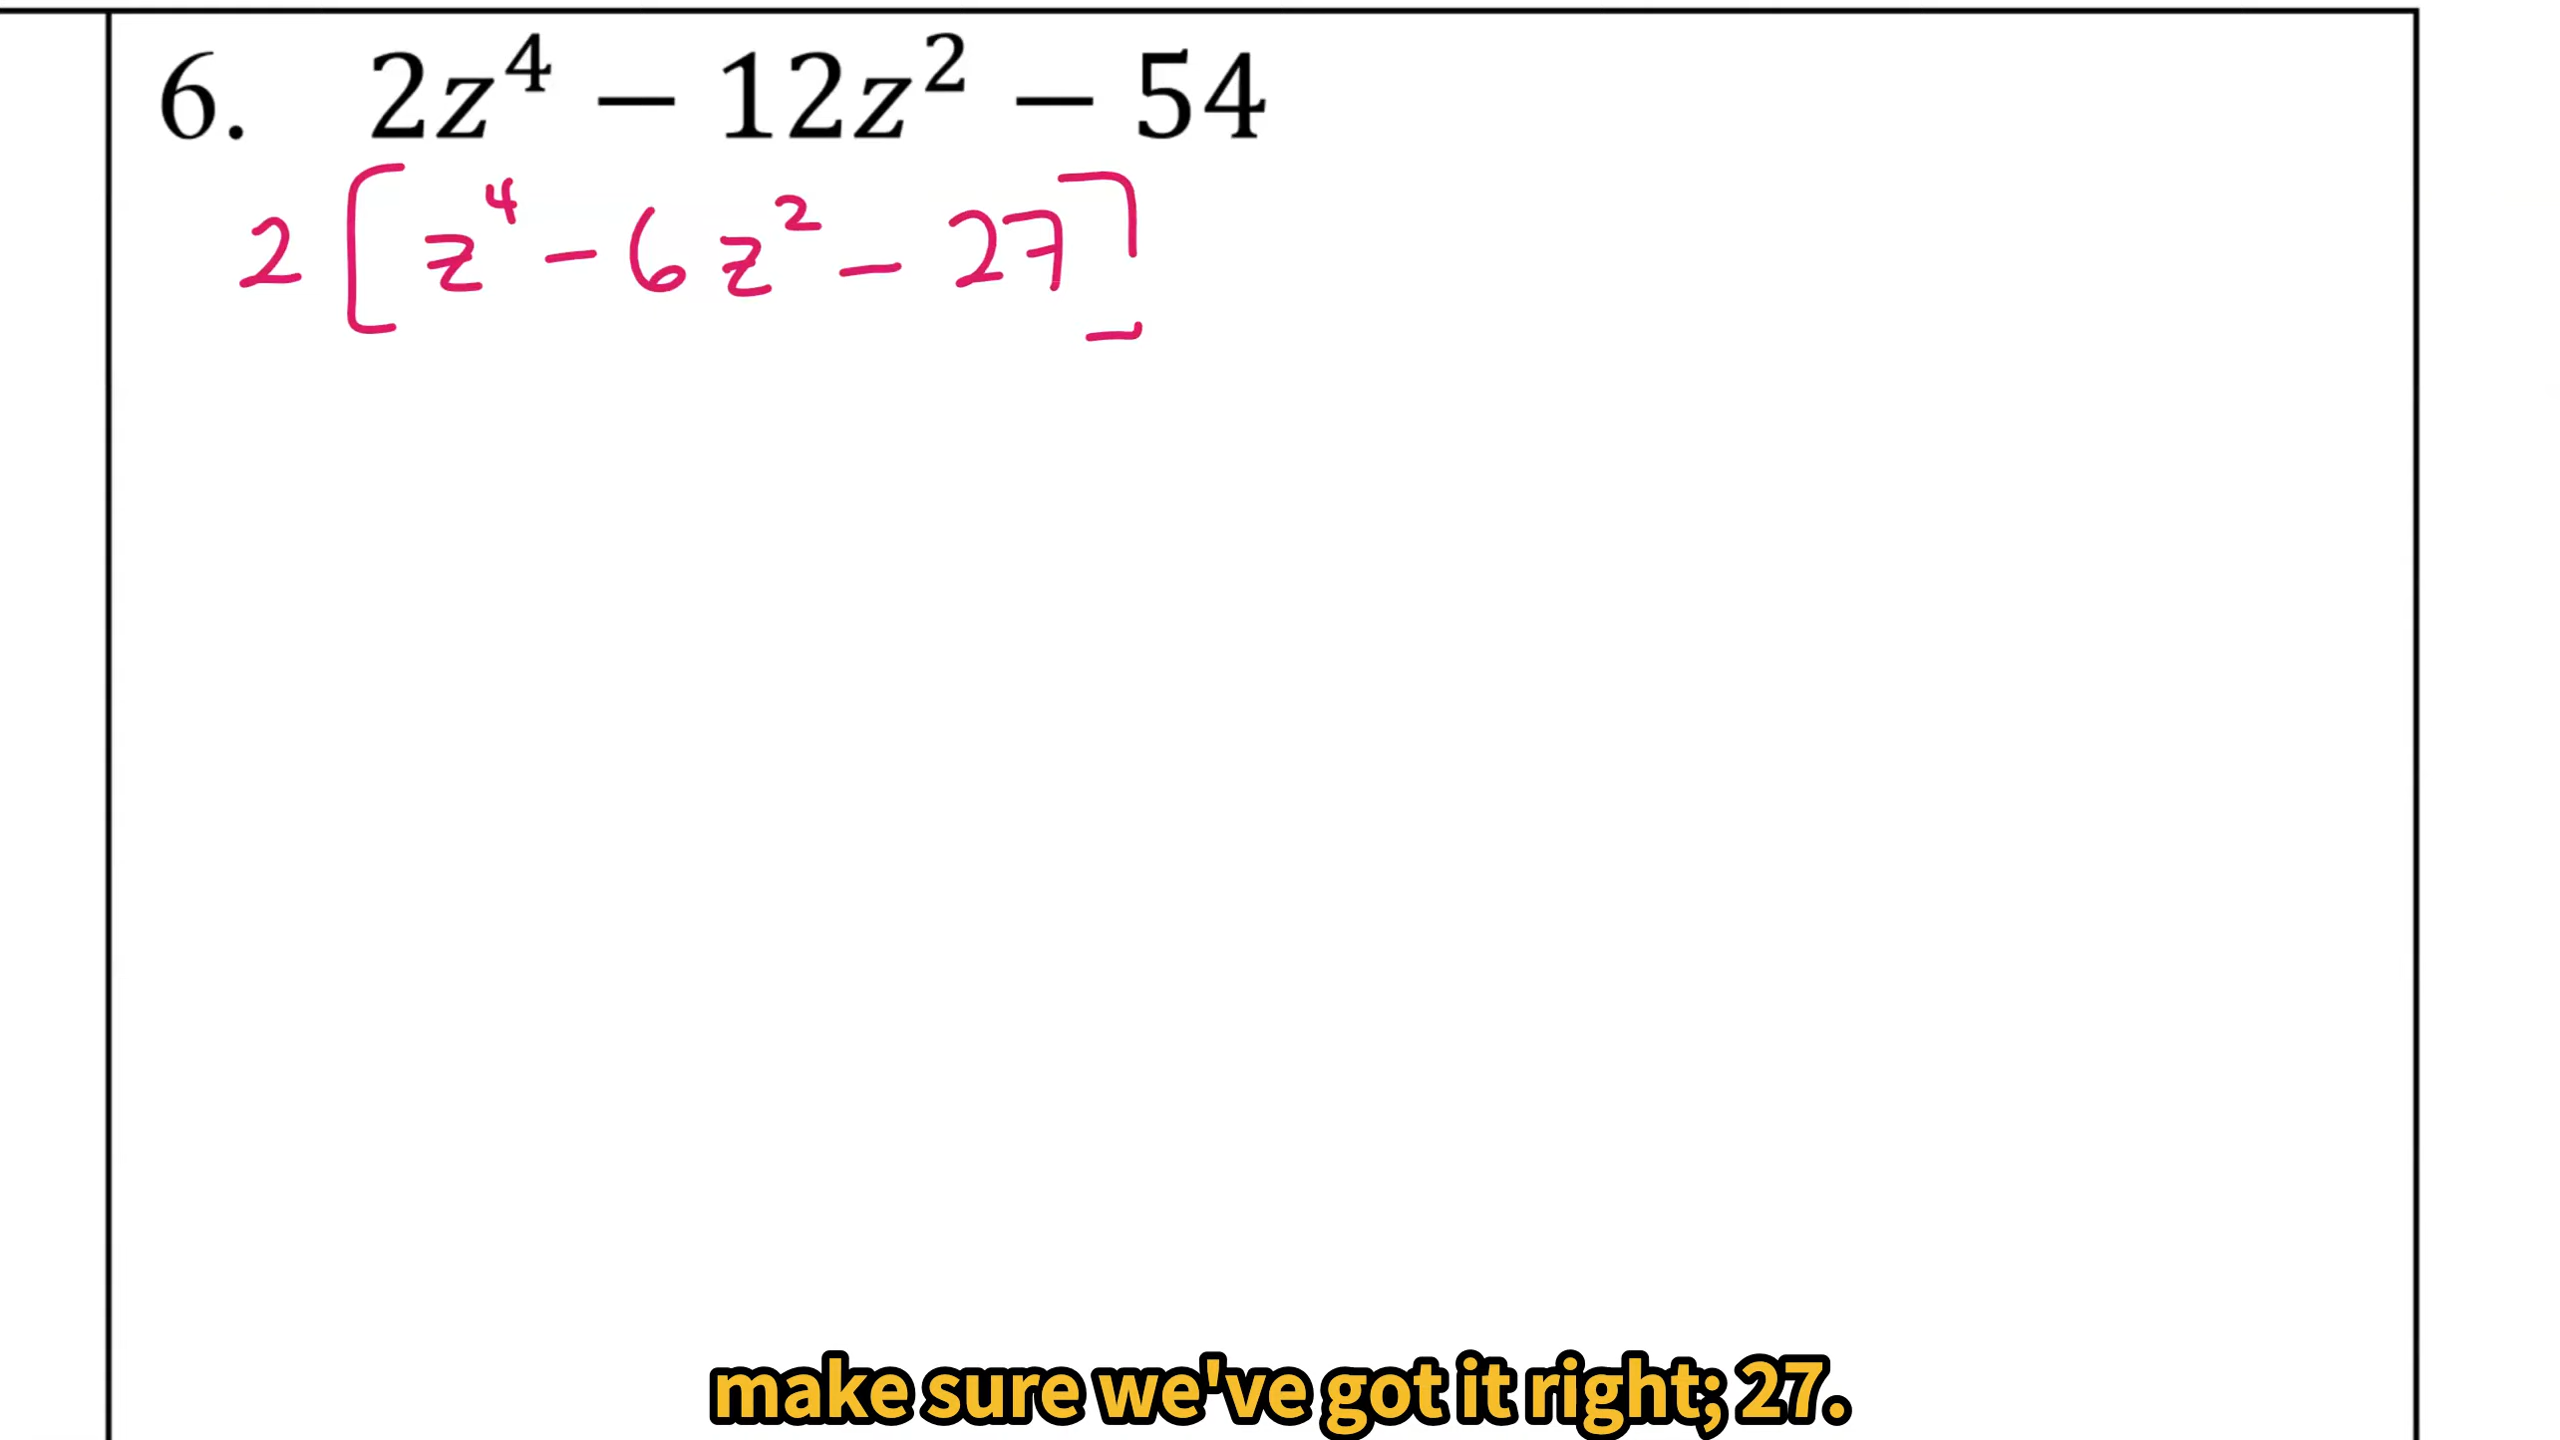 6. 2z⁴ − 12z² − 54
2[z⁴ − 6z² − 27]
make sure we've got it right; 27.